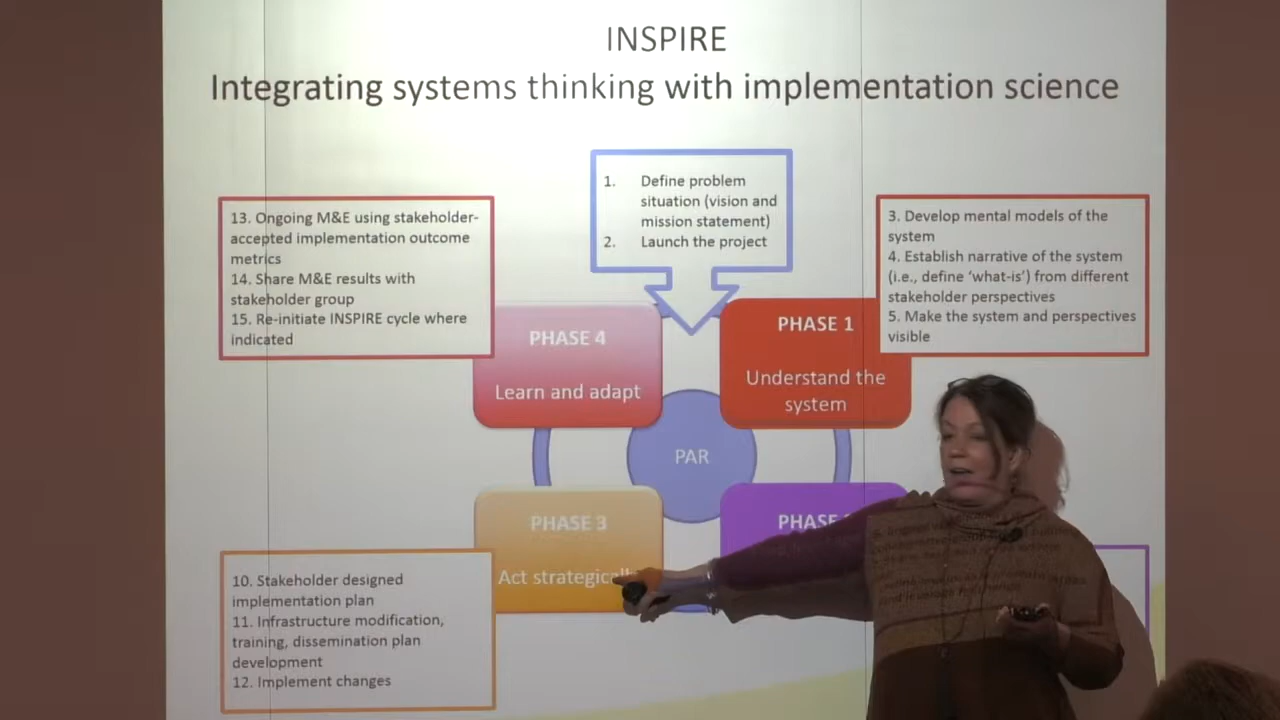 INSPIRE
Integrating systems thinking with implementation science
1. Define problem
situation (vision and
mission statement)
2. Launch the project
13. Ongoing M&E using stakeholder-
accepted implementation outcome
metrics
14. Share M&E results with
stakeholder group
15. Re-initiate INSPIRE cycle where
indicated
3. Develop mental models of the
system
4. Establish narrative of the system
(i.e., define ‘what-is’) from different
stakeholder perspectives
5. Make the system and perspectives
visible
PHASE 4
Learn and adapt
PHASE 1
Understand the
system
PAR
PHASE 3
Act strategically
PHASE
10. Stakeholder designed
implementation plan
11. Infrastructure modification,
training, dissemination plan
development
12. Implement changes